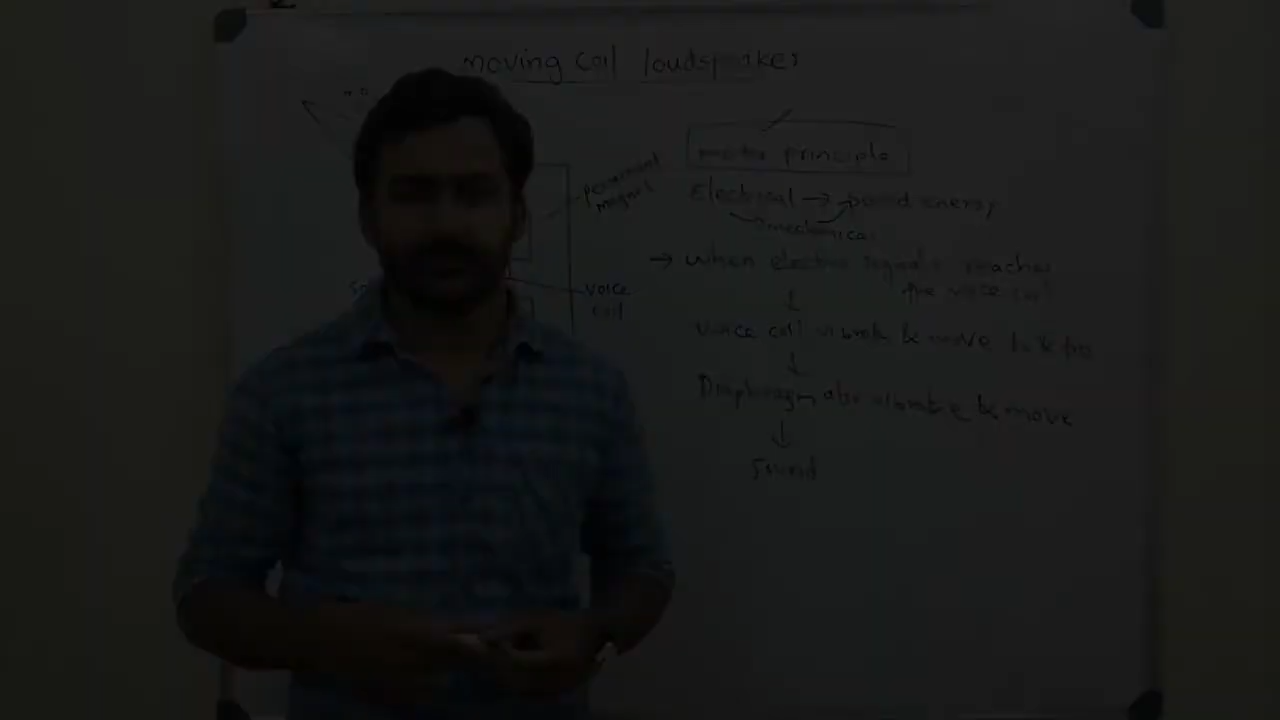 moving coil loudspeaker
permanent
magnet
voice
coil
motor principle
Electrical → sound energy
mechanical
→ When electric signals reaches
the voice coil
↓
Voice coil vibrate & move to & fro
↓
Diaphragm also vibrate & move
↓
Sound